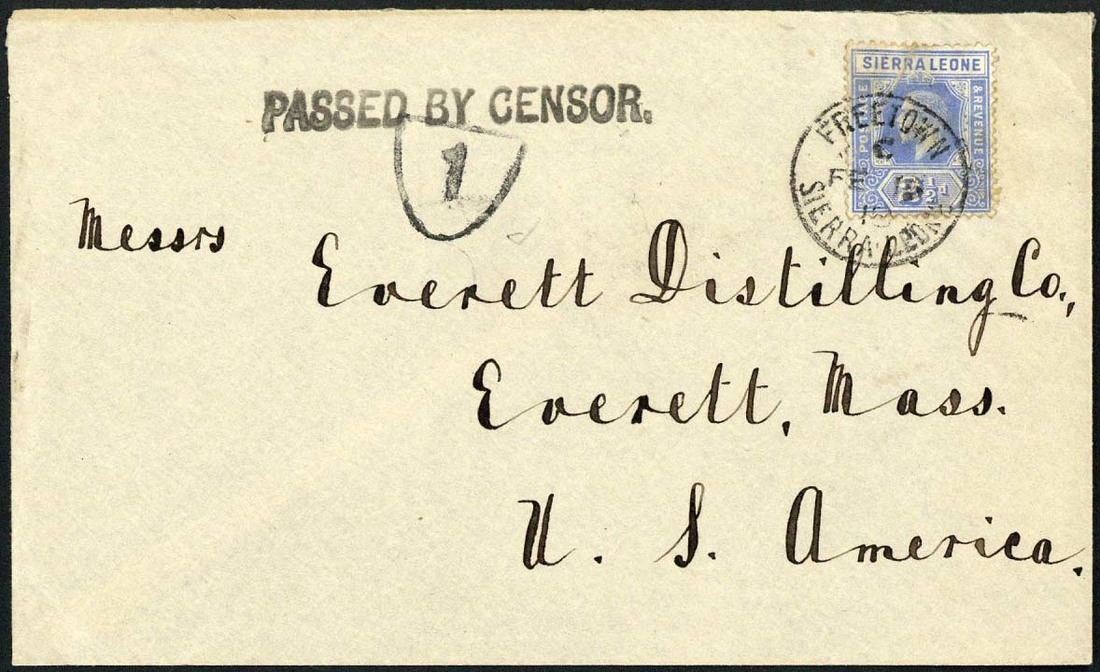 PASSED BY CENSOR.
1
SIERRA LEONE
POSTAGE & REVENUE
2½d
FREETOWN
C
FE
SIERRA LEONE
Messrs
Everett Distilling Co.,
Everett, Mass.
U. S. America.